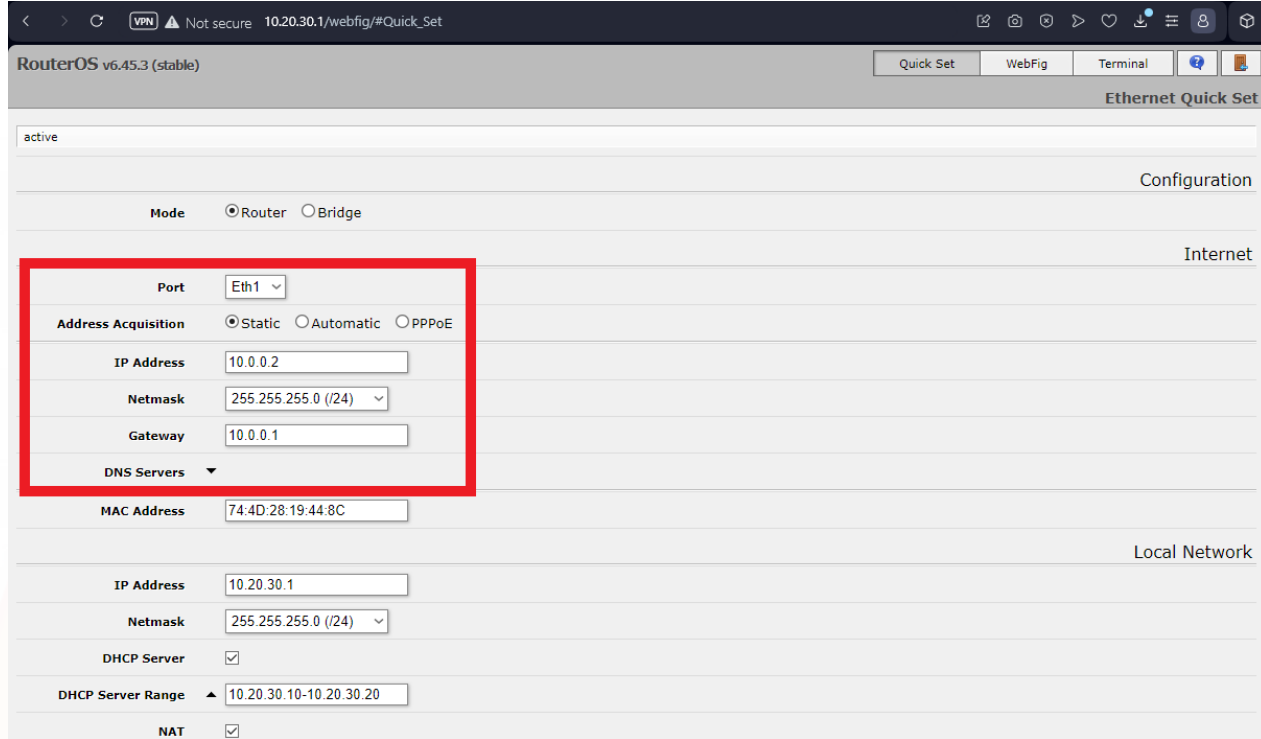 VPN Not secure 10.20.30.1/webfig/#Quick_Set
RouterOS v6.45.3 (stable) Quick Set WebFig Terminal
Ethernet Quick Set
active
Configuration
Mode Router Bridge
Internet
Port Eth1
Address Acquisition Static Automatic PPPoE
IP Address 10.0.0.2
Netmask 255.255.255.0 (/24)
Gateway 10.0.0.1
DNS Servers
MAC Address 74:4D:28:19:44:8C
Local Network
IP Address 10.20.30.1
Netmask 255.255.255.0 (/24)
DHCP Server
DHCP Server Range 10.20.30.10-10.20.30.20
NAT